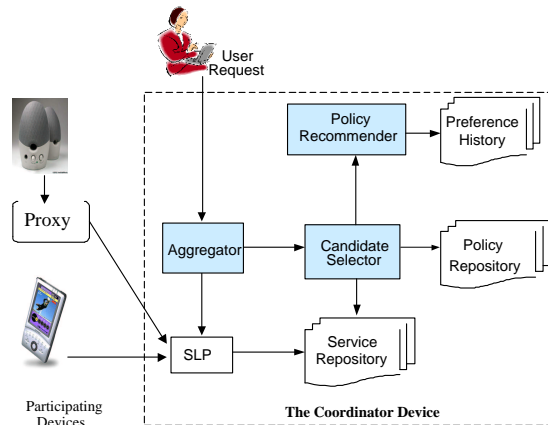 User
Request
Policy
Recommender
Preference
History
Proxy
Aggregator
Candidate
Selector
Policy
Repository
SLP
Service
Repository
Participating
Devices
The Coordinator Device